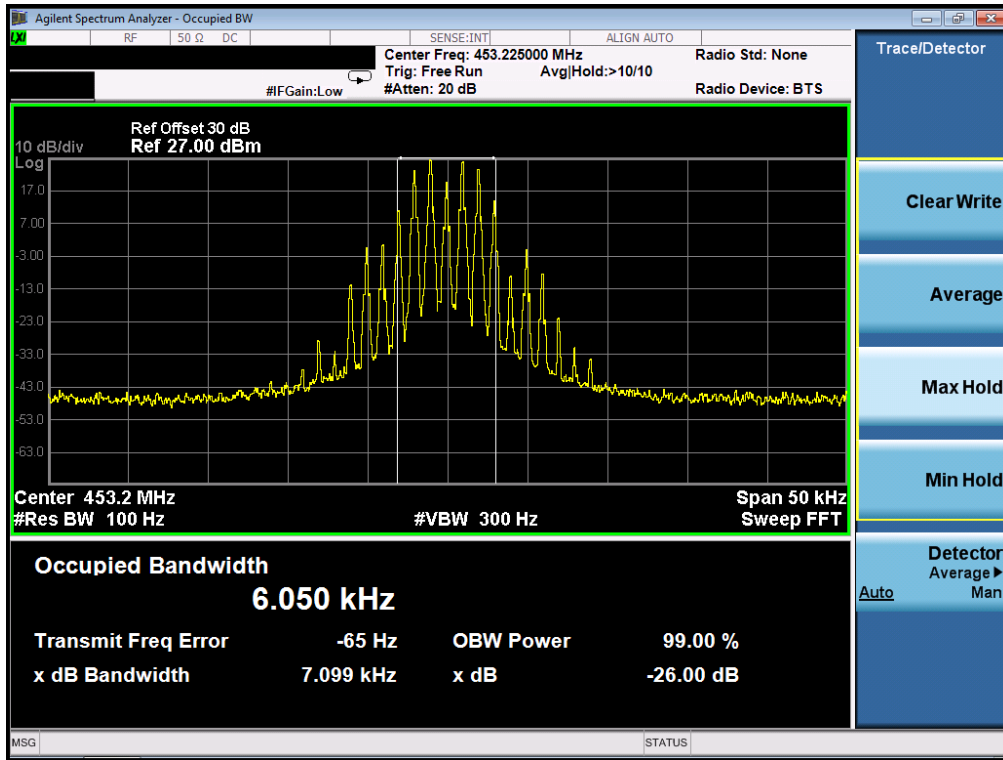 Agilent Spectrum Analyzer - Occupied BW
LXI RF 50 Ω DC SENSE:INT ALIGN AUTO
Center Freq: 453.225000 MHz Radio Std: None
Trig: Free Run Avg|Hold:>10/10
#IFGain:Low #Atten: 20 dB Radio Device: BTS
Ref Offset 30 dB
10 dB/div Ref 27.00 dBm
Log
17.0
7.00
-3.00
-13.0
-23.0
-33.0
-43.0
-53.0
-63.0
Center 453.2 MHz Span 50 kHz
#Res BW 100 Hz #VBW 300 Hz Sweep FFT
Occupied Bandwidth
6.050 kHz
Transmit Freq Error -65 Hz OBW Power 99.00 %
x dB Bandwidth 7.099 kHz x dB -26.00 dB
MSG STATUS
Trace/Detector
Clear Write
Average
Max Hold
Min Hold
Detector
Average
Auto Man